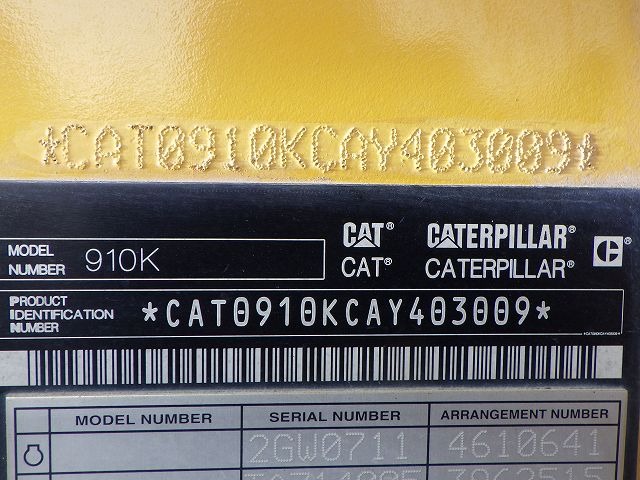 *CAT0910KCAY403009*
CAT® CATERPILLAR® C®
MODEL NUMBER 910K
CAT® CATERPILLAR®
PRODUCT IDENTIFICATION NUMBER *CAT0910KCAY403009*
*CAT0910KCAY403009*
MODEL NUMBER SERIAL NUMBER ARRANGEMENT NUMBER
2GW0711 4610641